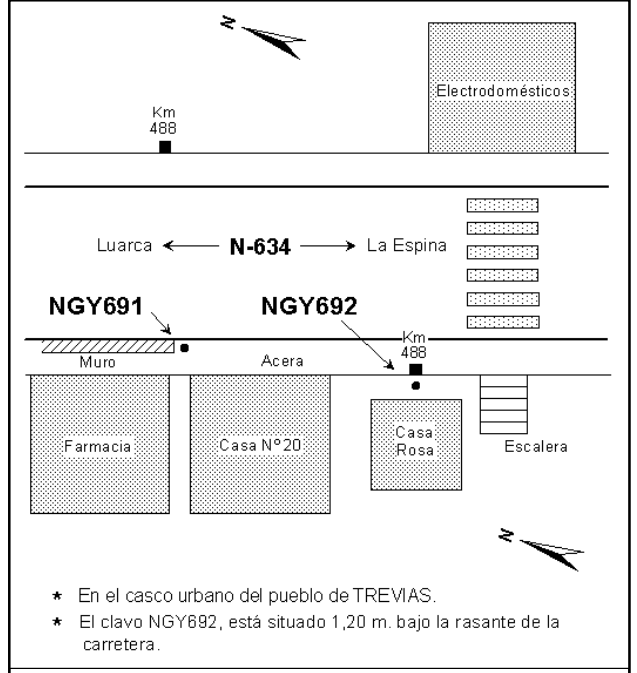 N
Electrodomésticos
Km
488
Luarca N-634 La Espina
NGY691
NGY692
Km
488
Muro
Acera
Farmacia
Casa Nº20
Casa
Rosa
Escalera
N
* En el casco urbano del pueblo de TREVIAS.
* El clavo NGY692, está situado 1,20 m. bajo la rasante de la
carretera.